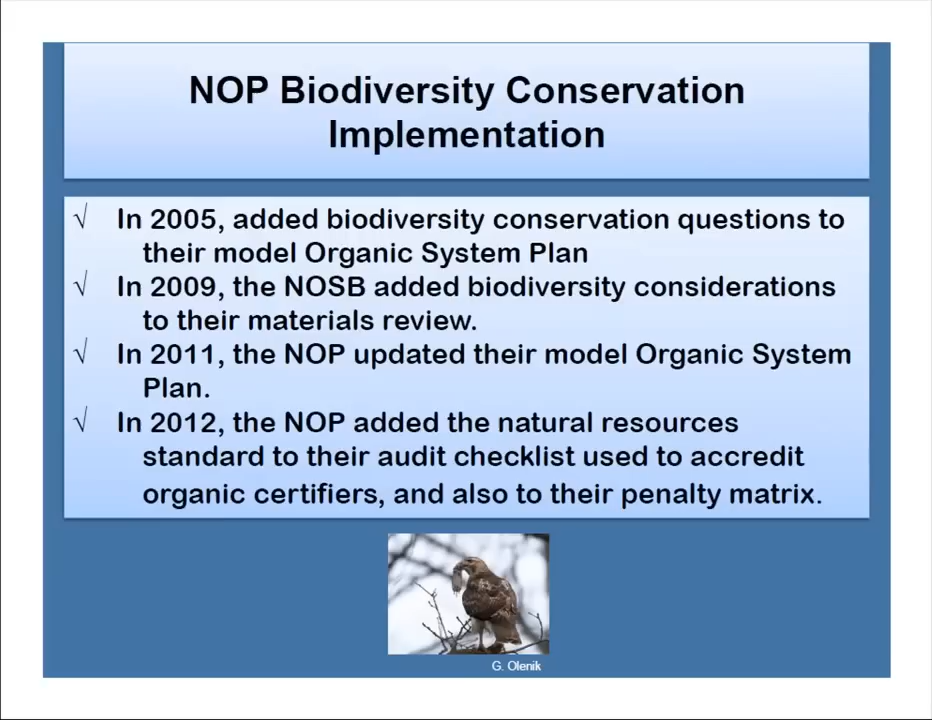 NOP Biodiversity Conservation
Implementation
√ In 2005, added biodiversity conservation questions to
their model Organic System Plan
√ In 2009, the NOSB added biodiversity considerations
to their materials review.
√ In 2011, the NOP updated their model Organic System
Plan.
√ In 2012, the NOP added the natural resources
standard to their audit checklist used to accredit
organic certifiers, and also to their penalty matrix.
G. Olenik